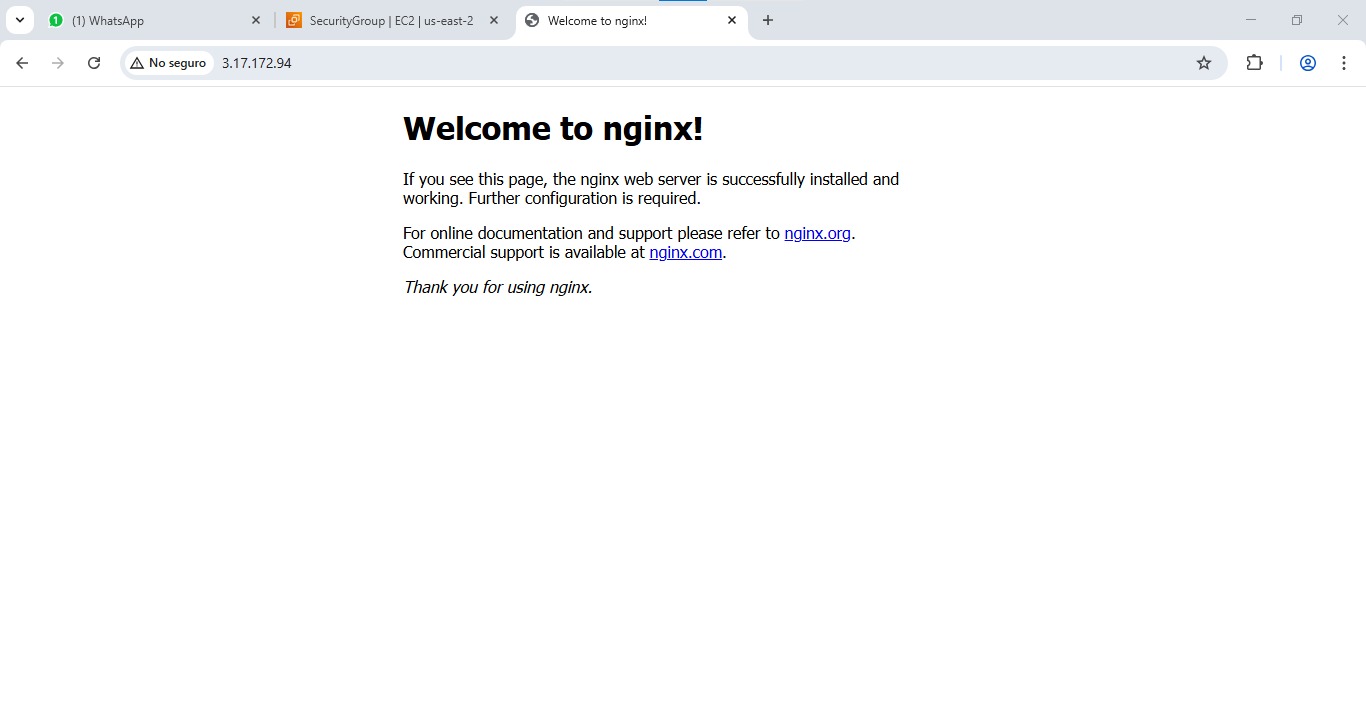 1 (1) WhatsApp
SecurityGroup | EC2 | us-east-2
Welcome to nginx!
No seguro 3.17.172.94
Welcome to nginx!
If you see this page, the nginx web server is successfully installed and
working. Further configuration is required.
For online documentation and support please refer to nginx.org.
Commercial support is available at nginx.com.
Thank you for using nginx.